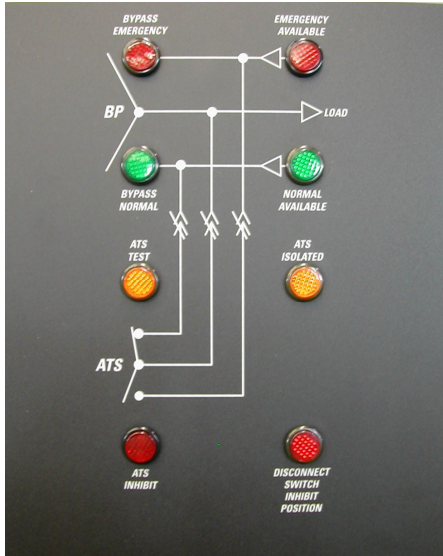 BYPASS
EMERGENCY
EMERGENCY
AVAILABLE
BP
LOAD
BYPASS
NORMAL
NORMAL
AVAILABLE
ATS
TEST
ATS
ISOLATED
ATS
ATS
INHIBIT
DISCONNECT
SWITCH
INHIBIT
POSITION